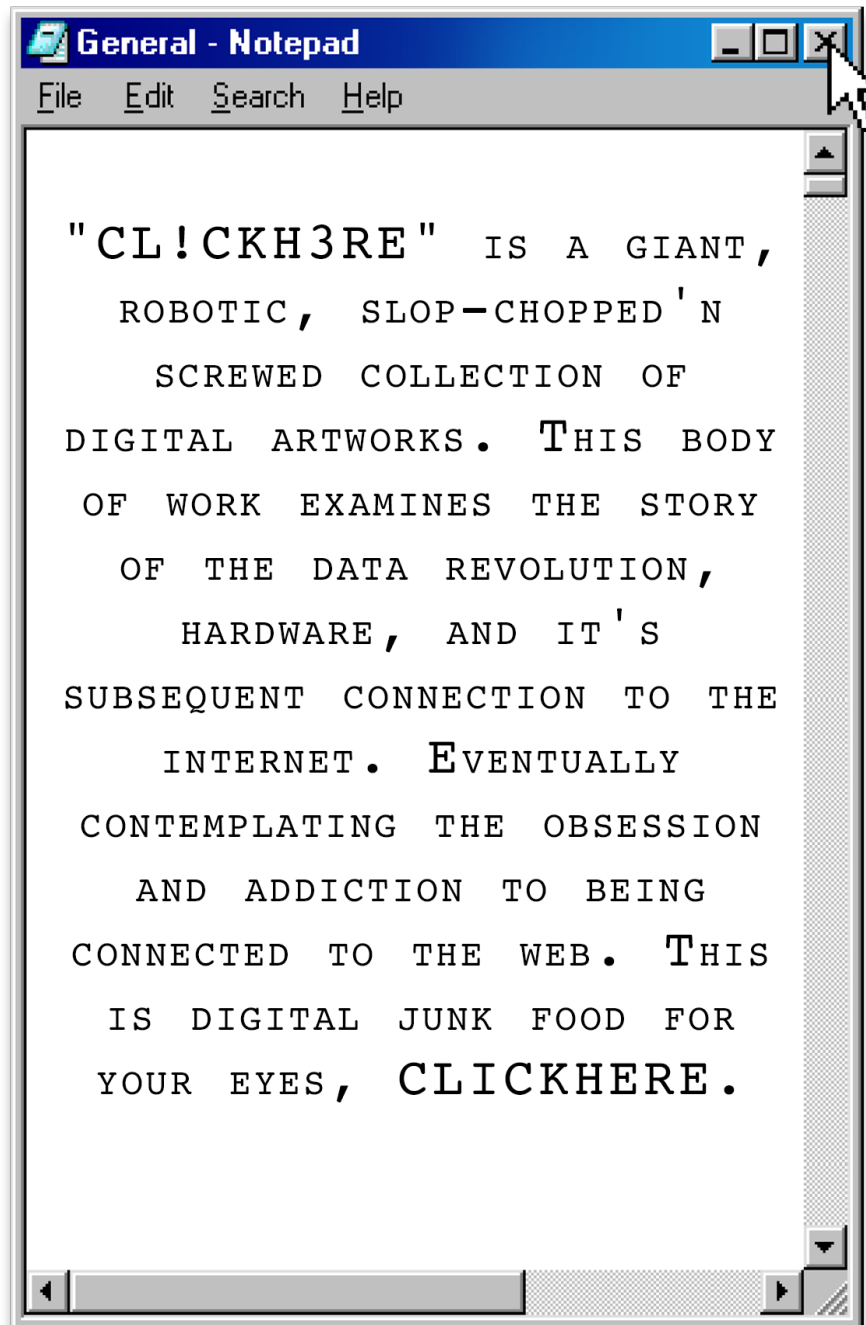 General - Notepad
File Edit Search Help
"CL!CKH3RE" is a giant,
robotic, slop-chopped'n
screwed collection of
digital artworks. This body
of work examines the story
of the data revolution,
hardware, and it's
subsequent connection to the
internet. Eventually
contemplating the obsession
and addiction to being
connected to the web. This
is digital junk food for
your eyes, CLICKHERE.